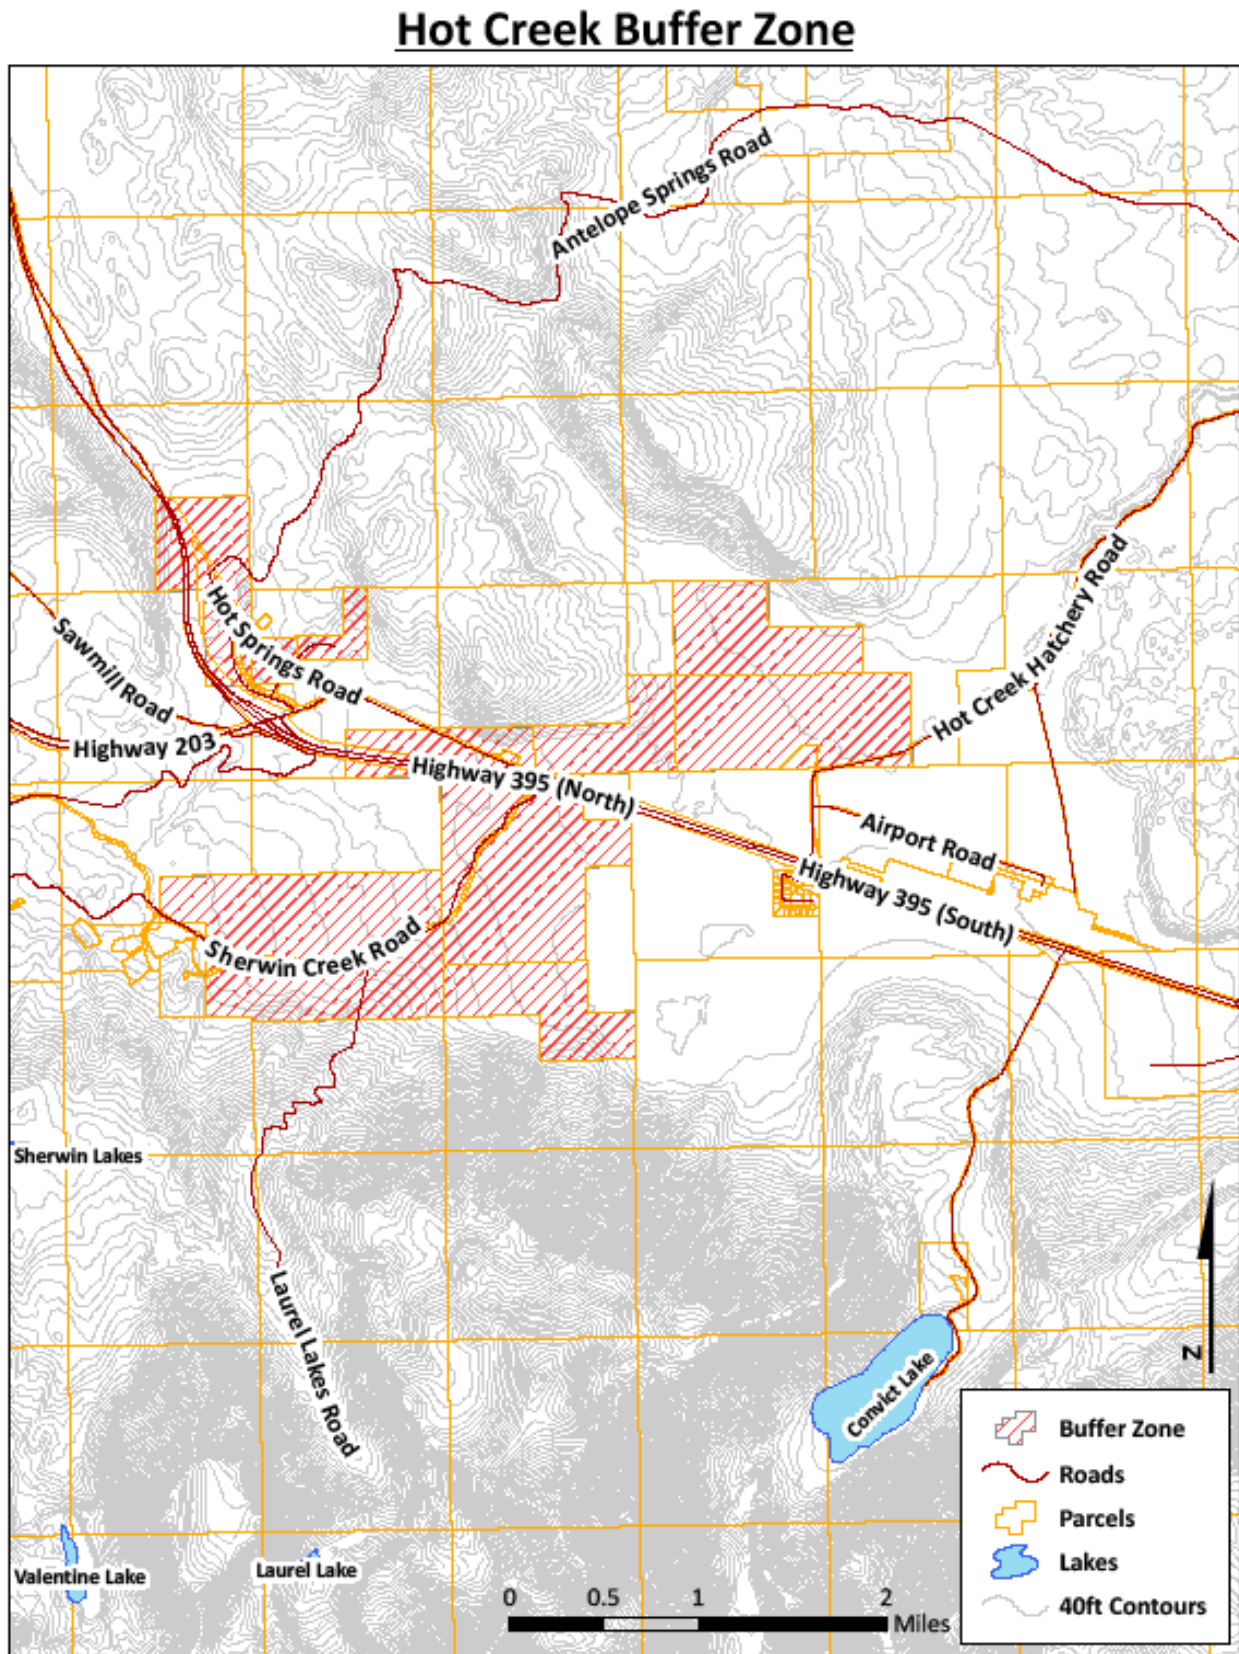 Hot Creek Buffer Zone
Antelope Springs Road
Hot Springs Road
Sawmill Road
Highway 203
Hot Creek Hatchery Road
Highway 395 (North)
Airport Road
Highway 395 (South)
Sherwin Creek Road
Sherwin Lakes
Laurel Lakes Road
Convict Lake
Valentine Lake
Laurel Lake
N
Buffer Zone
Roads
Parcels
Lakes
40ft Contours
0 0.5 1 2
Miles